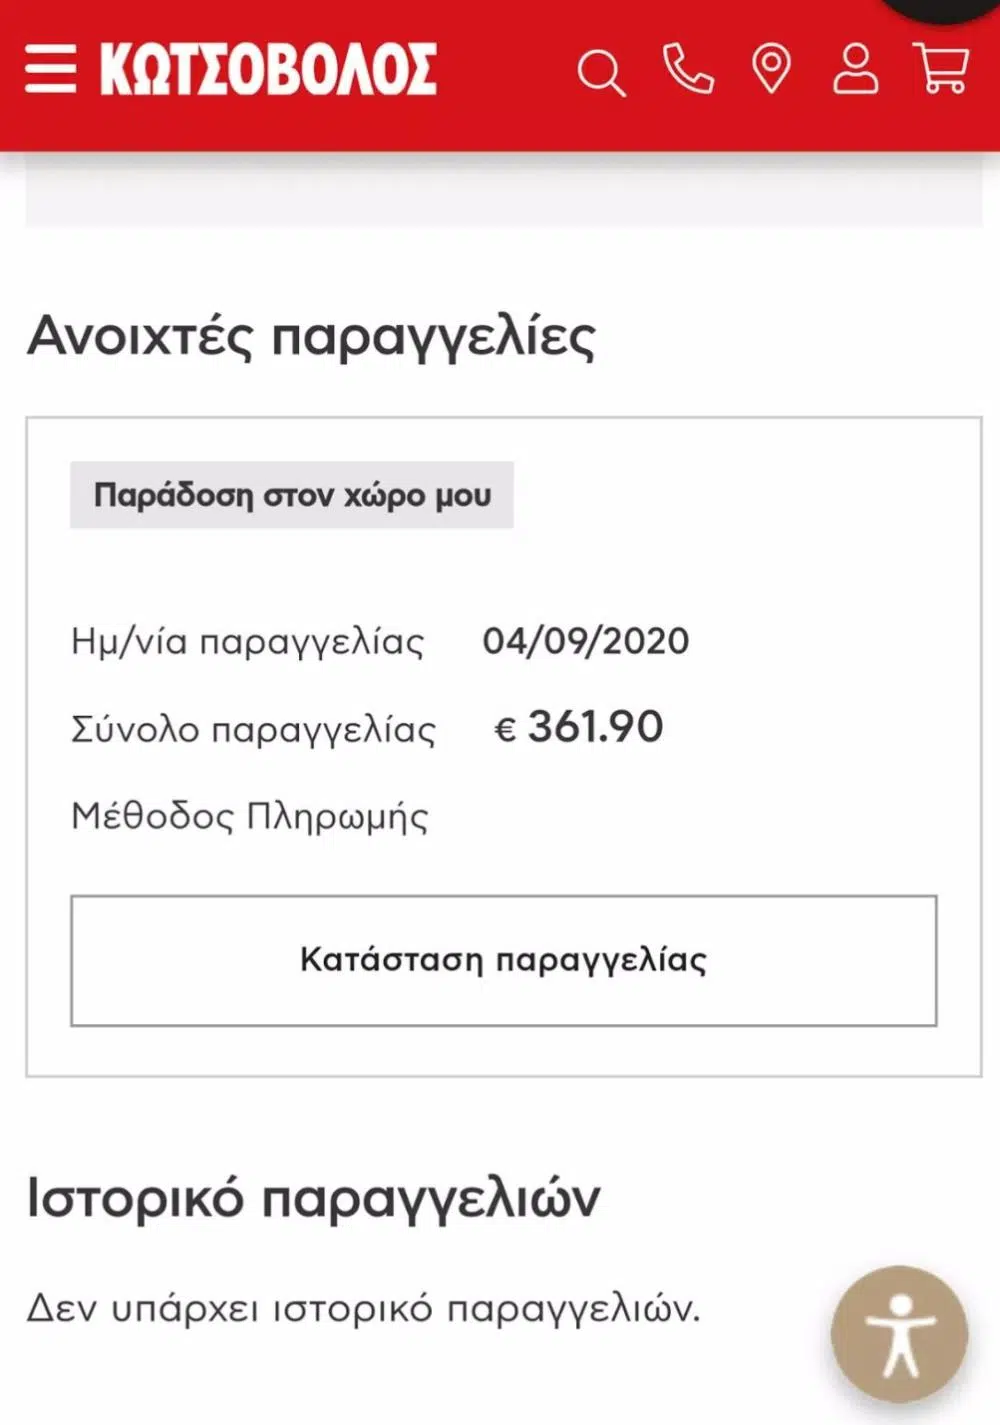 ΚΩΤΣΟΒΟΛΟΣ
Ανοιχτές παραγγελίες
Παράδοση στον χώρο μου
Ημ/νία παραγγελίας 04/09/2020
Σύνολο παραγγελίας € 361.90
Μέθοδος Πληρωμής
Κατάσταση παραγγελίας
Ιστορικό παραγγελιών
Δεν υπάρχει ιστορικό παραγγελιών.